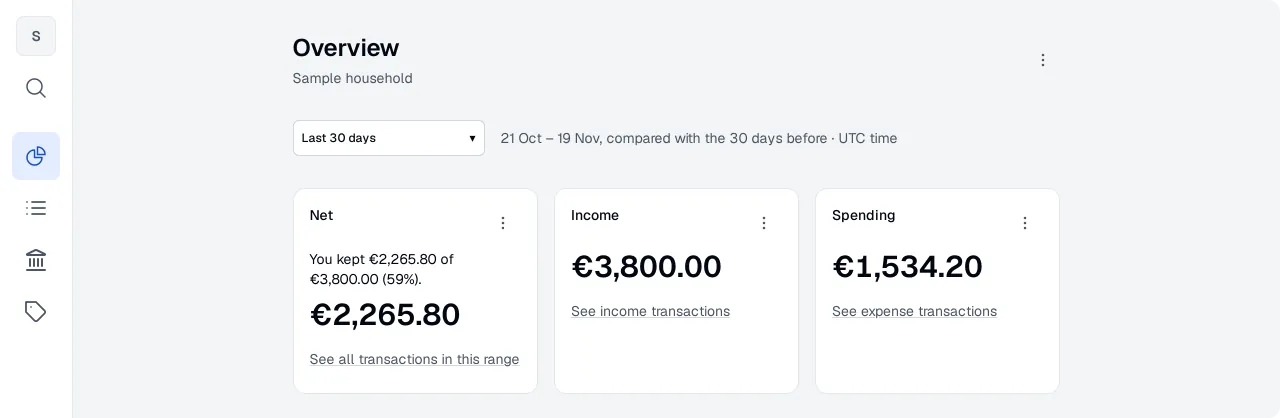 S
Overview
Sample household
Last 30 days
21 Oct – 19 Nov, compared with the 30 days before · UTC time
Net
You kept €2,265.80 of
€3,800.00 (59%).
€2,265.80
See all transactions in this range
Income
€3,800.00
See income transactions
Spending
€1,534.20
See expense transactions